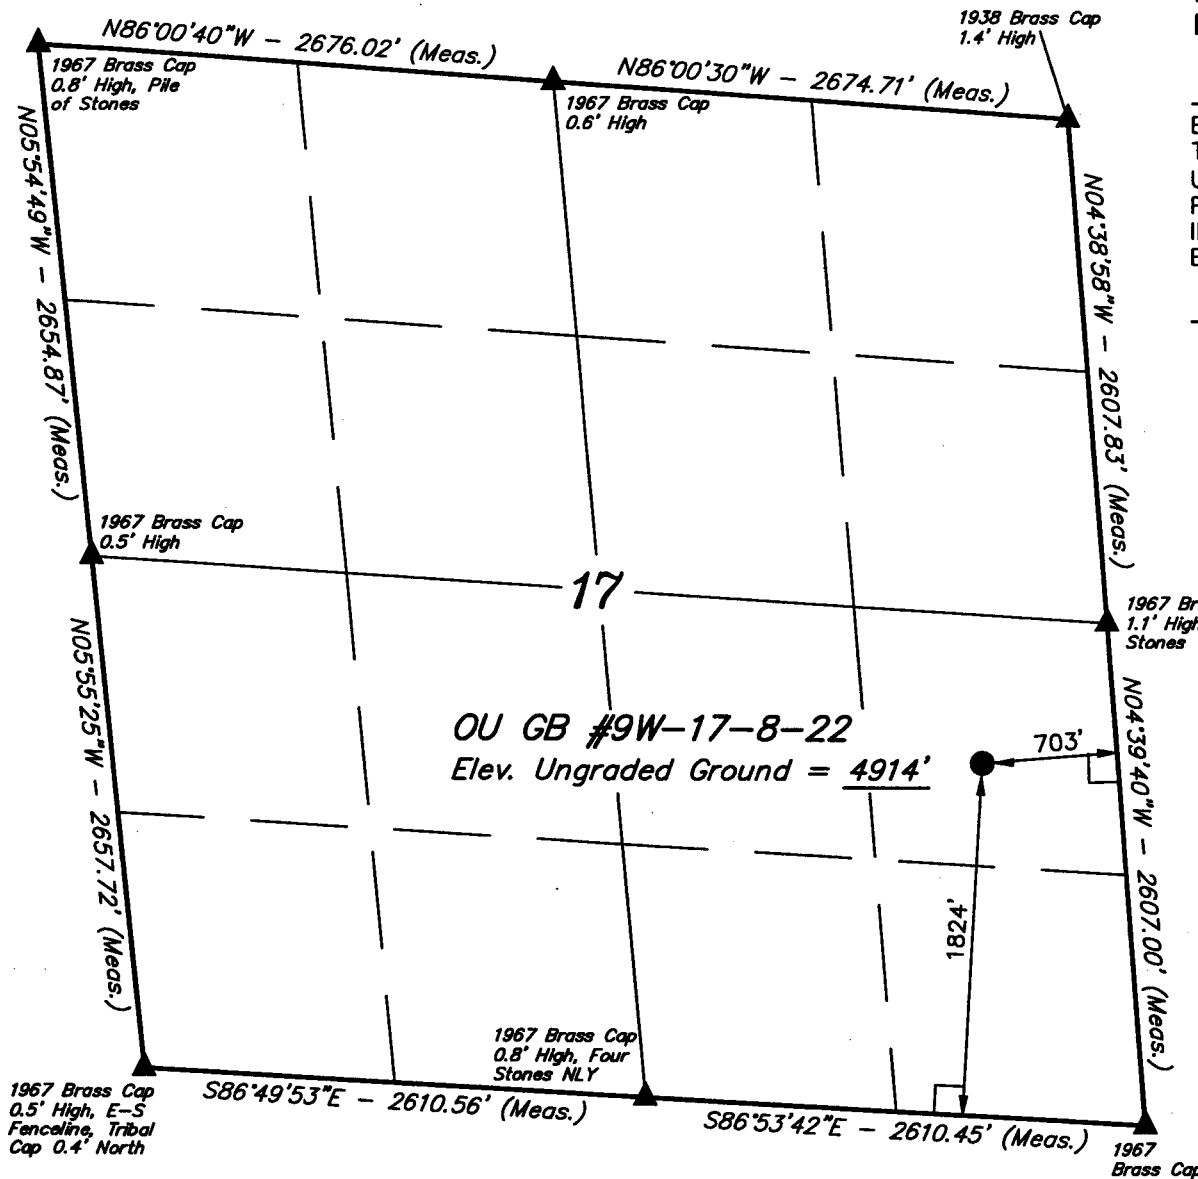 1938 Brass Cap
1.4' High
N86°00'40"W - 2676.02' (Meas.)
N86°00'30"W - 2674.71' (Meas.)
1967 Brass Cap
0.8' High, Pile
of Stones
1967 Brass Cap
0.6' High
N05°54'49"W - 2654.87' (Meas.)
N04°38'58"W - 2607.83' (Meas.)
1967 Brass Cap
0.5' High
17
1967 Br
1.1' High
Stones
OU GB #9W-17-8-22
Elev. Ungraded Ground = 4914'
703'
N05°55'25"W - 2657.72' (Meas.)
N04°39'40"W - 2607.00' (Meas.)
1824'
1967 Brass Cap
0.8' High, Four
Stones NLY
1967 Brass Cap
0.5' High, E-S
Fenceline, Tribal
Cap 0.4' North
S86°49'53"E - 2610.56' (Meas.)
S86°53'42"E - 2610.45' (Meas.)
1967
Brass Cap